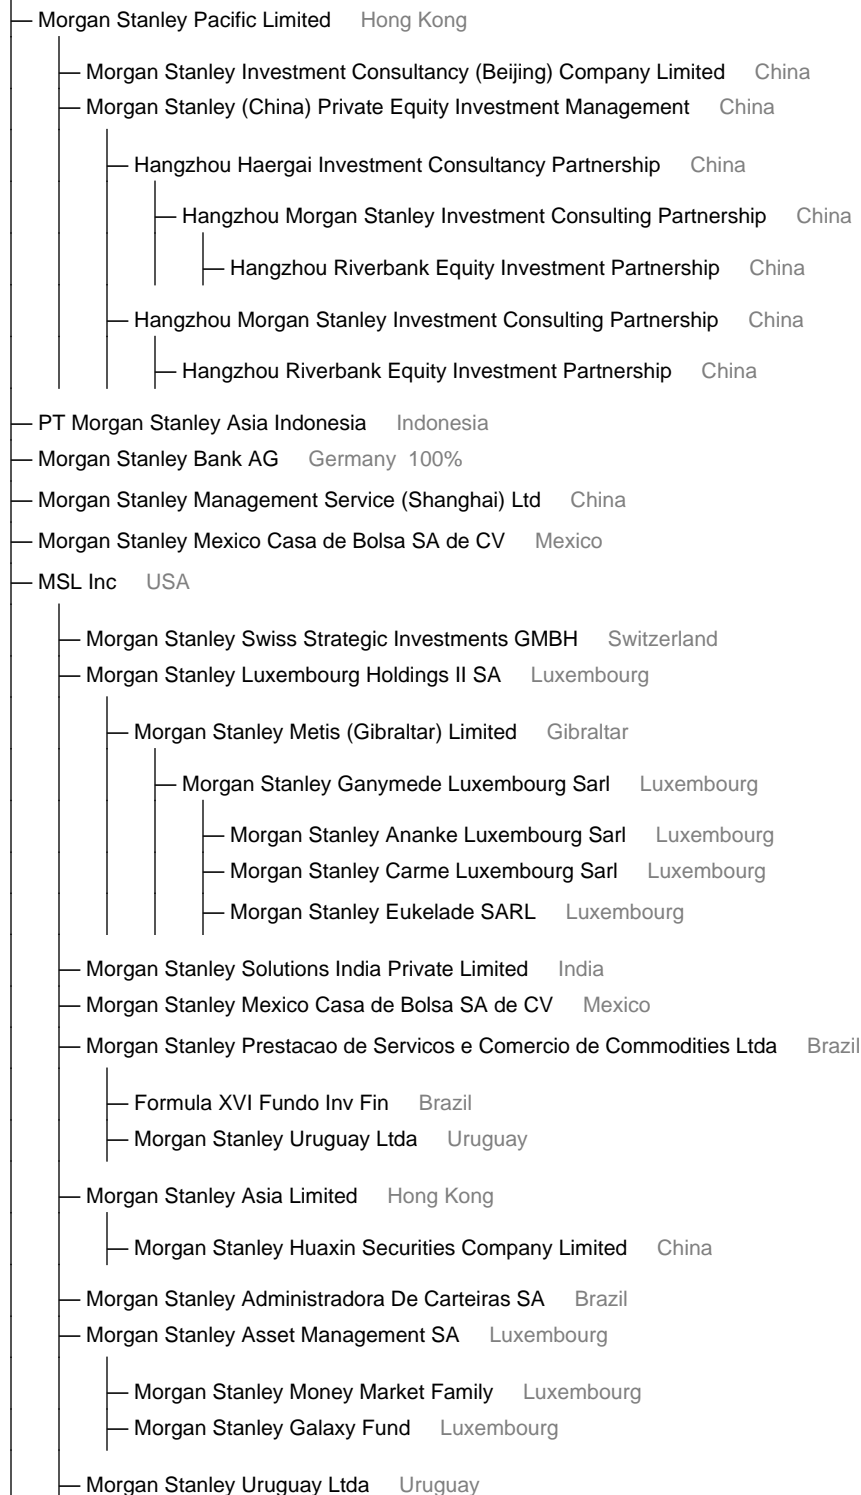 Morgan Stanley Pacific Limited Hong Kong
Morgan Stanley Investment Consultancy (Beijing) Company Limited China
Morgan Stanley (China) Private Equity Investment Management China
Hangzhou Haergai Investment Consultancy Partnership China
Hangzhou Morgan Stanley Investment Consulting Partnership China
Hangzhou Riverbank Equity Investment Partnership China
Hangzhou Morgan Stanley Investment Consulting Partnership China
Hangzhou Riverbank Equity Investment Partnership China
PT Morgan Stanley Asia Indonesia Indonesia
Morgan Stanley Bank AG Germany 100%
Morgan Stanley Management Service (Shanghai) Ltd China
Morgan Stanley Mexico Casa de Bolsa SA de CV Mexico
MSL Inc USA
Morgan Stanley Swiss Strategic Investments GMBH Switzerland
Morgan Stanley Luxembourg Holdings II SA Luxembourg
Morgan Stanley Metis (Gibraltar) Limited Gibraltar
Morgan Stanley Ganymede Luxembourg Sarl Luxembourg
Morgan Stanley Ananke Luxembourg Sarl Luxembourg
Morgan Stanley Carme Luxembourg Sarl Luxembourg
Morgan Stanley Eukelade SARL Luxembourg
Morgan Stanley Solutions India Private Limited India
Morgan Stanley Mexico Casa de Bolsa SA de CV Mexico
Morgan Stanley Prestacao de Servicos e Comercio de Commodities Ltda Brazil
Formula XVI Fundo Inv Fin Brazil
Morgan Stanley Uruguay Ltda Uruguay
Morgan Stanley Asia Limited Hong Kong
Morgan Stanley Huaxin Securities Company Limited China
Morgan Stanley Administradora De Carteiras SA Brazil
Morgan Stanley Asset Management SA Luxembourg
Morgan Stanley Money Market Family Luxembourg
Morgan Stanley Galaxy Fund Luxembourg
Morgan Stanley Uruguay Ltda Uruguay